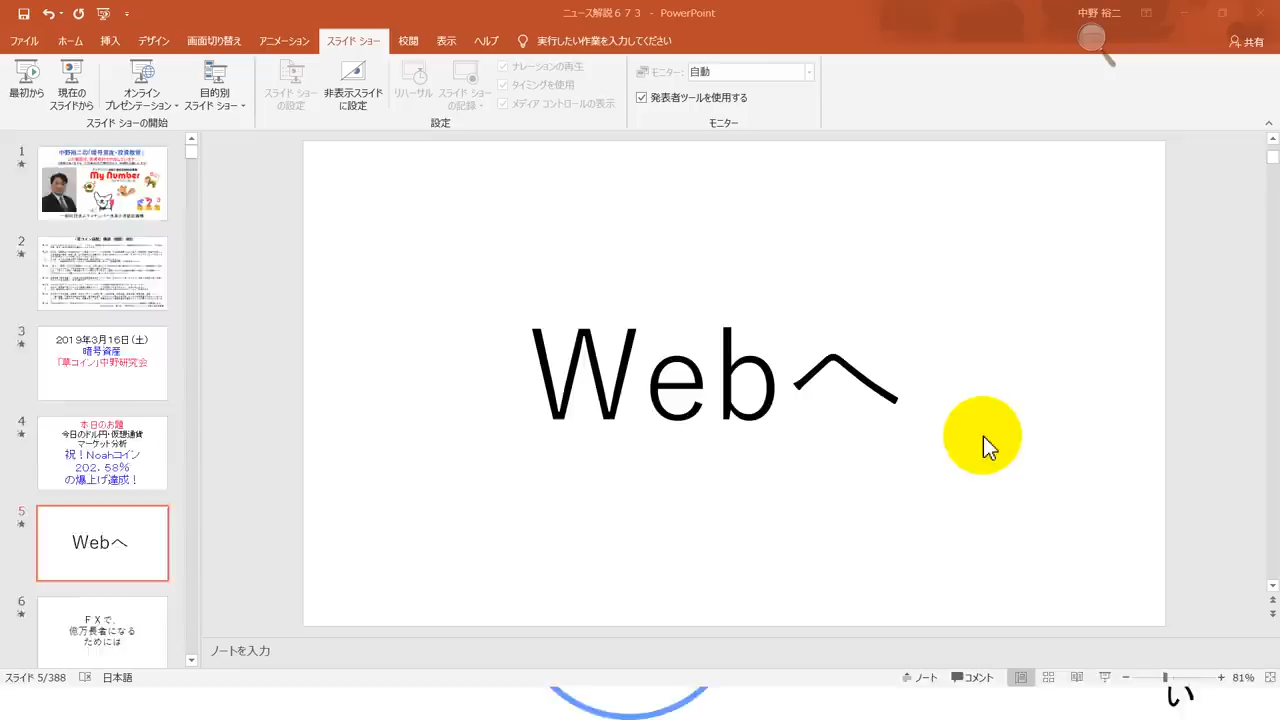 ニュース解説６７３ - PowerPoint
中野 裕二
ファイル
ホーム
挿入
デザイン
画面切り替え
アニメーション
スライド ショー
校閲
表示
ヘルプ
実行したい作業を入力してください
共有
最初から
現在の
スライドから
オンライン
プレゼンテーション
目的別
スライド ショー
スライド ショーの開始
スライド ショー
の設定
非表示スライド
に設定
リハーサル
スライド ショー
の記録
ナレーションの再生
タイミングを使用
メディア コントロールの表示
設定
モニター:
自動
発表者ツールを使用する
モニター
1
My Number
2
3
2019年3月16日(土)
暗号資産
「草コイン」中野研究会
4
本日のお題
今日のドル円・仮想通貨
マーケット分析
祝！Noahコイン
202．58％
の爆上げ達成！
5
Webへ
6
ＦＸで、
億万長者になる
ためには
Webへ
ノートを入力
スライド 5/388
日本語
ノート
コメント
81%
い